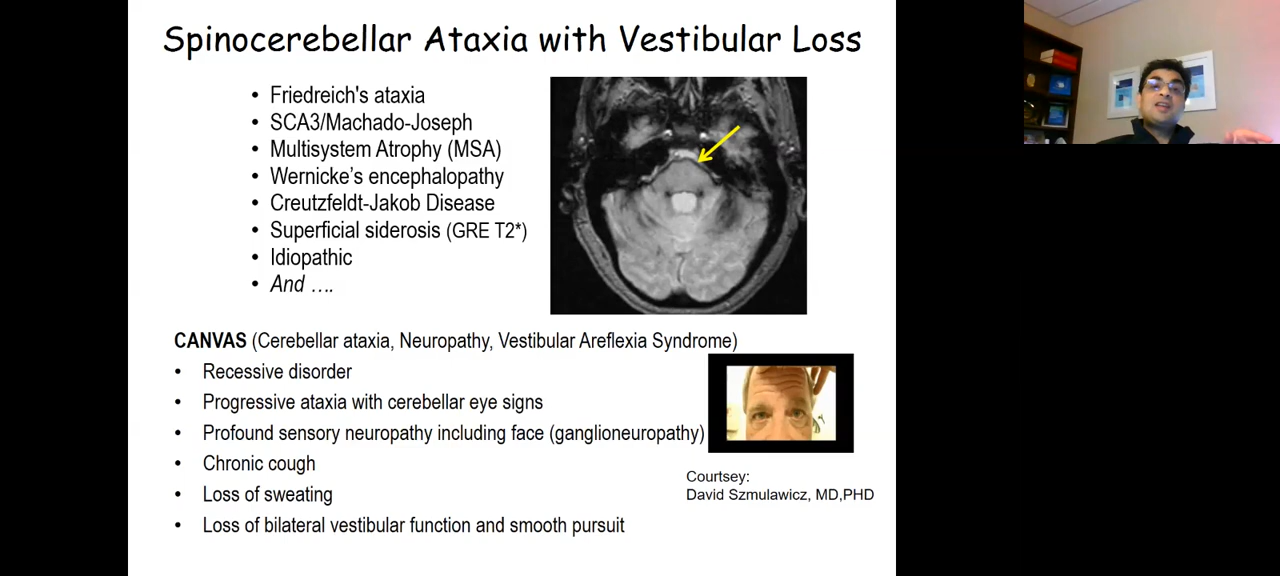 Spinocerebellar Ataxia with Vestibular Loss
• Friedreich's ataxia
• SCA3/Machado-Joseph
• Multisystem Atrophy (MSA)
• Wernicke's encephalopathy
• Creutzfeldt-Jakob Disease
• Superficial siderosis (GRE T2*)
• Idiopathic
• And ….
CANVAS (Cerebellar ataxia, Neuropathy, Vestibular Areflexia Syndrome)
• Recessive disorder
• Progressive ataxia with cerebellar eye signs
• Profound sensory neuropathy including face (ganglioneuropathy)
• Chronic cough
• Loss of sweating
• Loss of bilateral vestibular function and smooth pursuit
Courtsey:
David Szmulawicz, MD,PHD